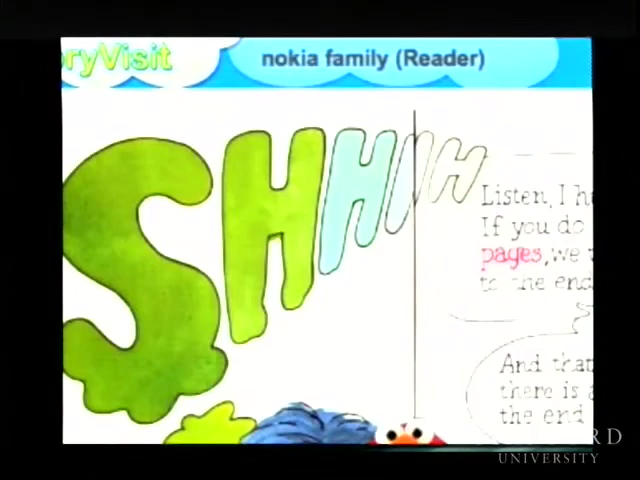 ryVisit
nokia family (Reader)
SHHHH
Listen, I h
If you do
pages, we
to the end
And that
there is a
the end
RD
UNIVERSITY